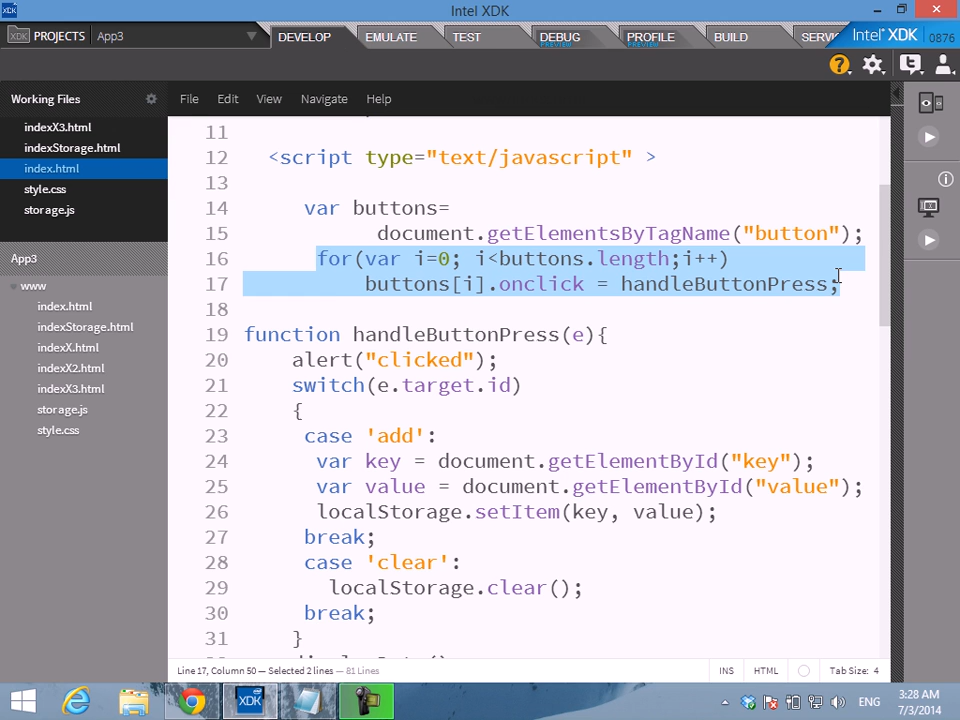 XDK
Intel XDK
PROJECTS App3 DEVELOP EMULATE TEST DEBUG PREVIEW PROFILE PREVIEW BUILD Intel® XDK 0876
Working Files File Edit View Navigate Help
indexX3.html
indexStorage.html
index.html
style.css
storage.js
App3
www
index.html
indexStorage.html
indexX.html
indexX2.html
indexX3.html
storage.js
style.css
11
12 <script type="text/javascript" >
13
14 var buttons=
15 document.getElementsByTagName("button");
16 for(var i=0; i<buttons.length;i++)
17 buttons[i].onclick = handleButtonPress;
18
19 function handleButtonPress(e){
20 alert("clicked");
21 switch(e.target.id)
22 {
23 case 'add':
24 var key = document.getElementById("key");
25 var value = document.getElementById("value");
26 localStorage.setItem(key, value);
27 break;
28 case 'clear':
29 localStorage.clear();
30 break;
31 }
Line 17, Column 50 — Selected 2 lines — 81 Lines INS HTML Tab Size: 4
XDK ENG 3:28 AM
7/3/2014